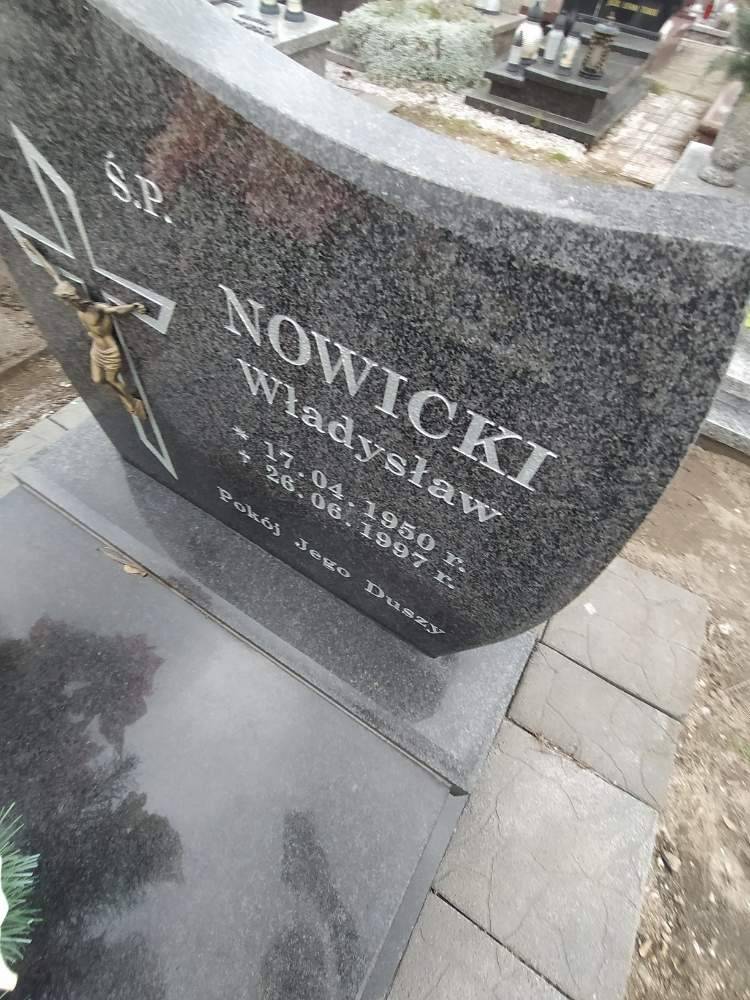 Ś.P.
NOWICKI
Władysław
* 17.04.1950 r.
+ 26.06.1997 r.
Pokój Jego Duszy